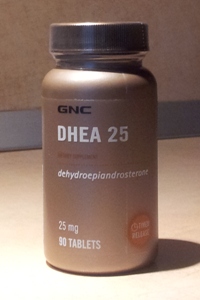 GNC
DHEA 25
dehydroepiandrosterone
25 mg
90 TABLETS